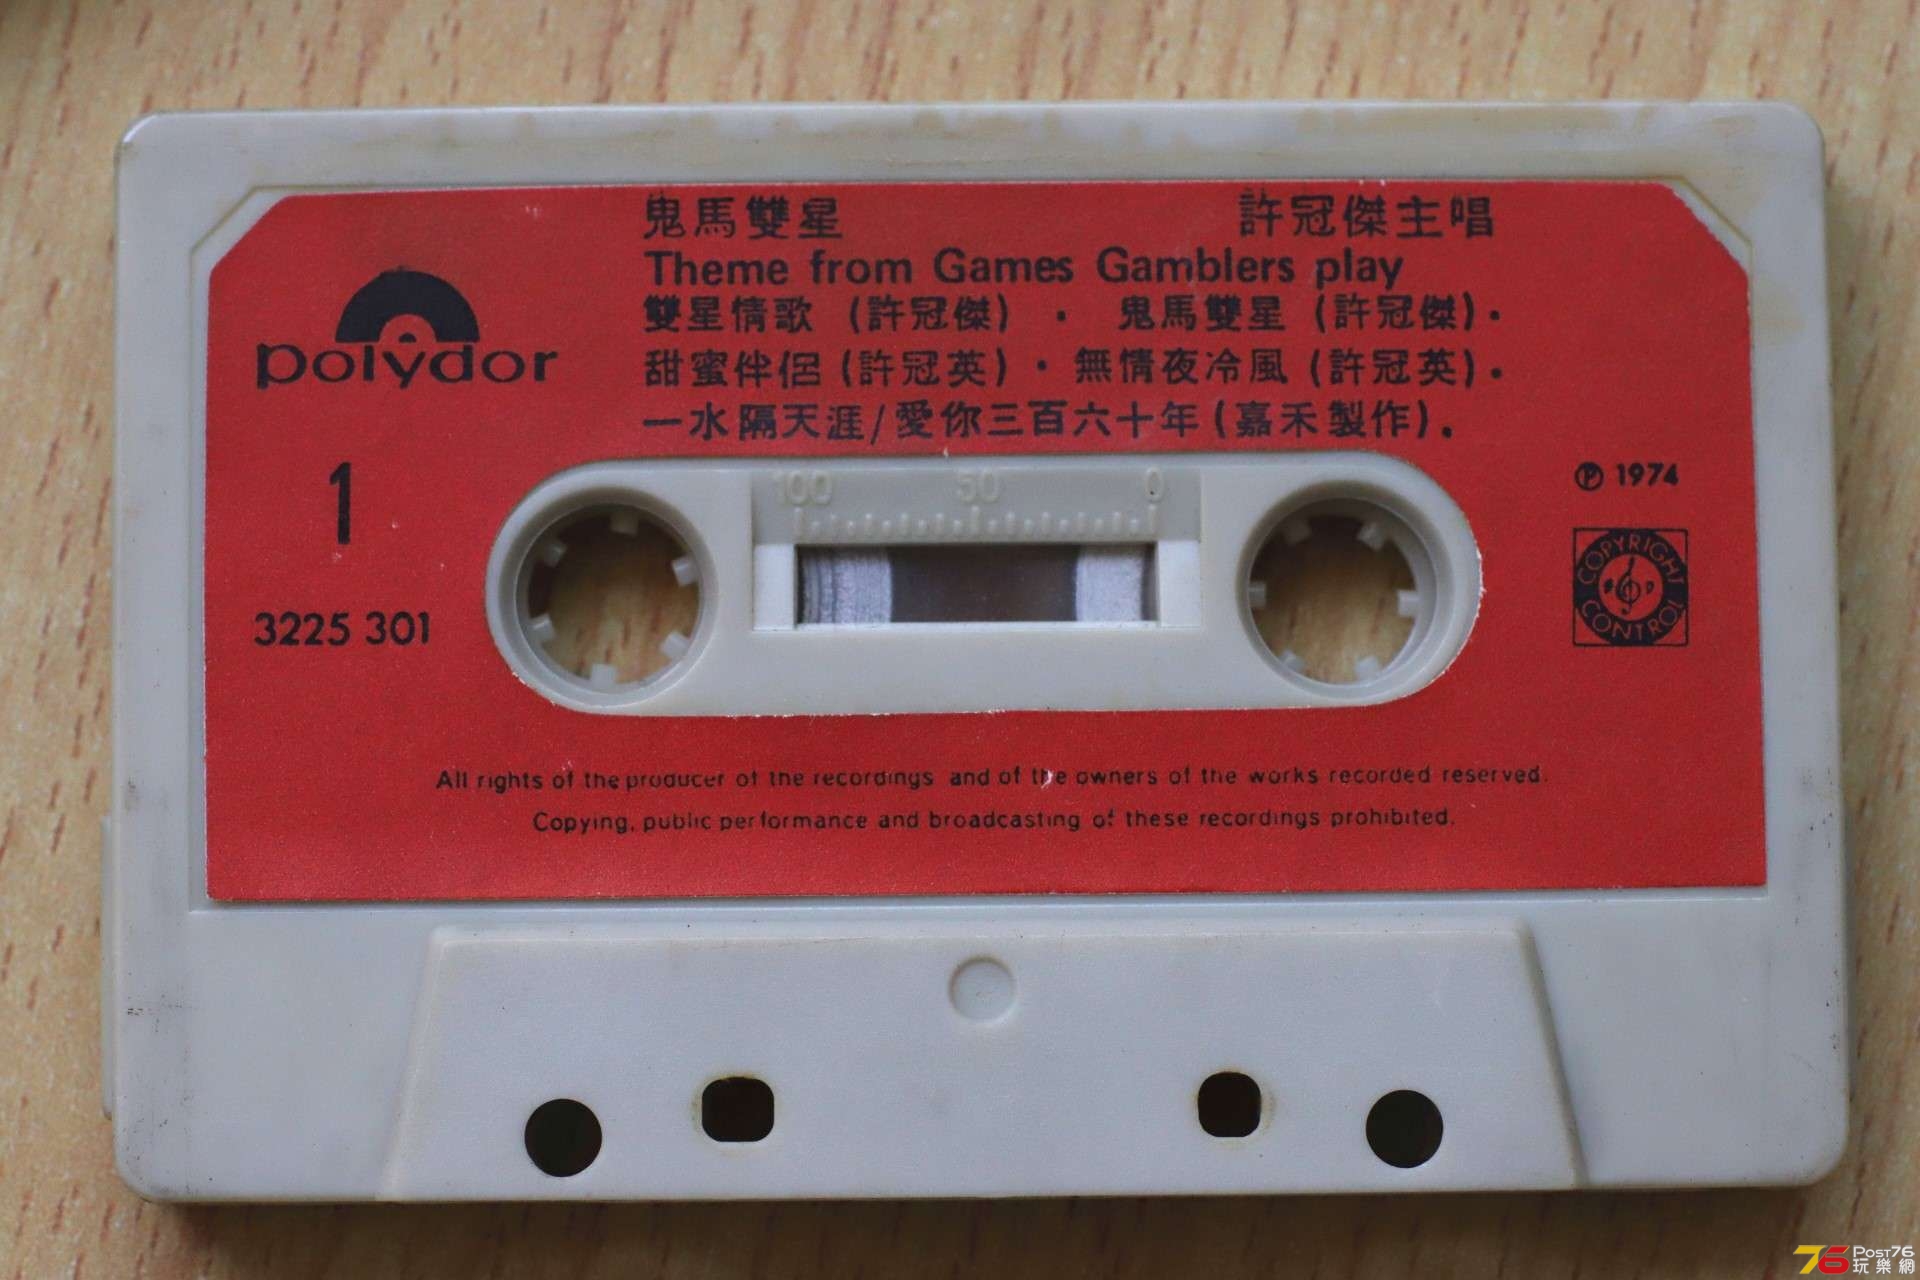 鬼馬雙星 許冠傑主唱
Theme from Games Gamblers play
雙星情歌 (許冠傑) · 鬼馬雙星 (許冠傑)·
甜蜜伴侶 (許冠英) · 無情夜冷風 (許冠英)·
一水隔天涯/愛你三百六十年 (嘉禾製作).
polydor
1
3225 301
100 50 0
Ⓟ 1974
COPYRIGHT CONTROL
All rights of the producer of the recordings and of the owners of the works recorded reserved.
Copying, public performance and broadcasting of these recordings prohibited.
76 POST76
玩樂網